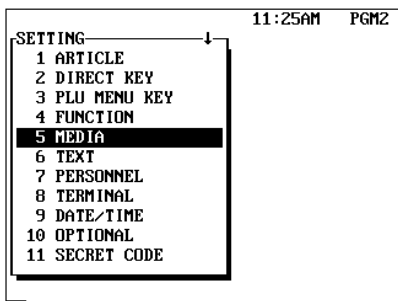 11:25AM PGM2
SETTING ↓
1 ARTICLE
2 DIRECT KEY
3 PLU MENU KEY
4 FUNCTION
5 MEDIA
6 TEXT
7 PERSONNEL
8 TERMINAL
9 DATE/TIME
10 OPTIONAL
11 SECRET CODE